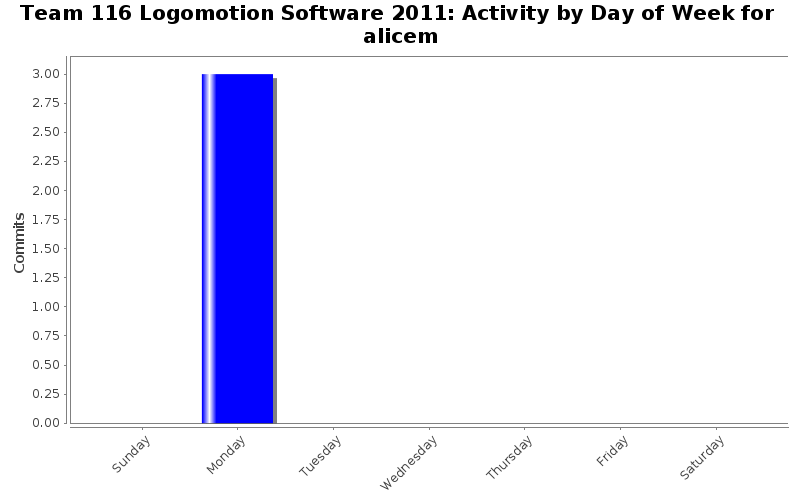 Team 116 Logomotion Software 2011: Activity by Day of Week for
alicem
Commits
3.00
2.75
2.50
2.25
2.00
1.75
1.50
1.25
1.00
0.75
0.50
0.25
0.00
Sunday
Monday
Tuesday
Wednesday
Thursday
Friday
Saturday